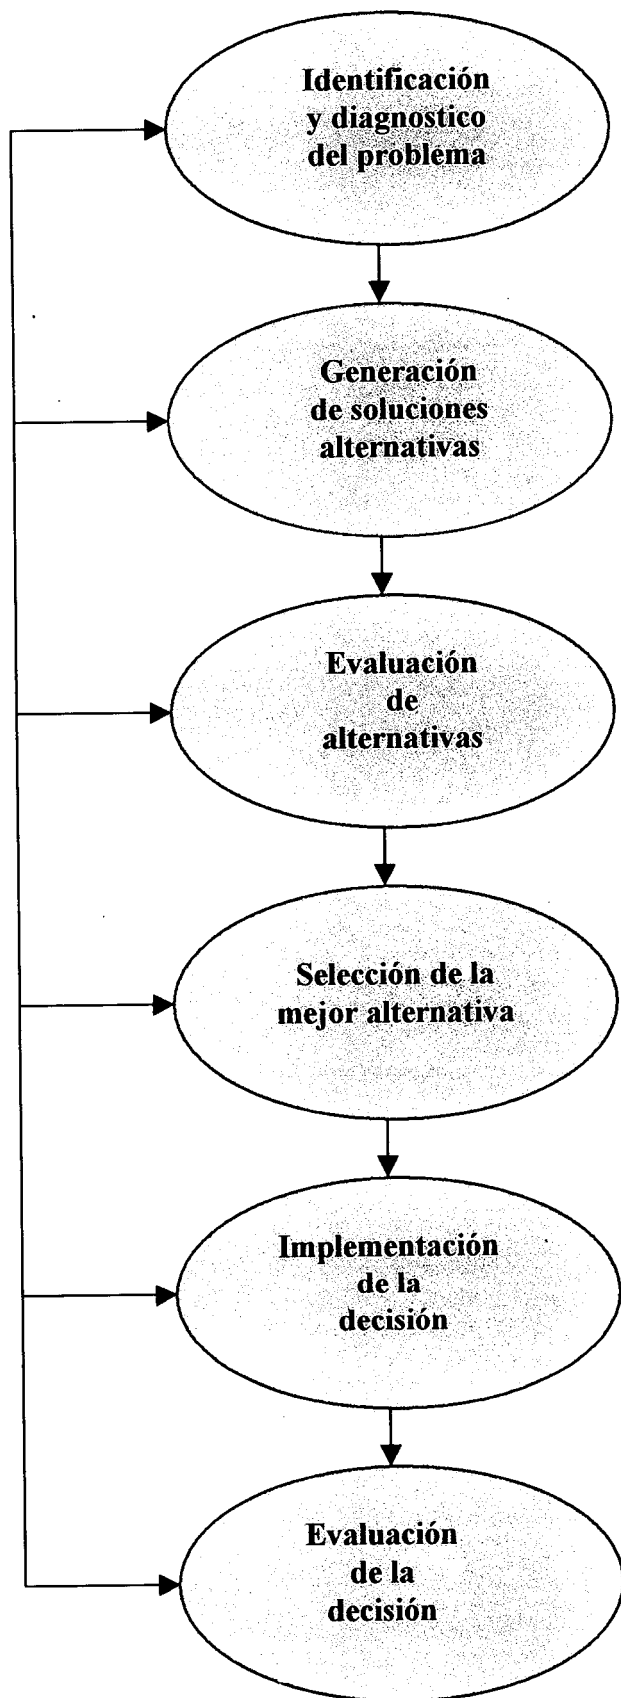 Identificación
y diagnostico
del problema
Generación
de soluciones
alternativas
Evaluación
de
alternativas
Selección de la
mejor alternativa
Implementación
de la
decisión
Evaluación
de la
decisión